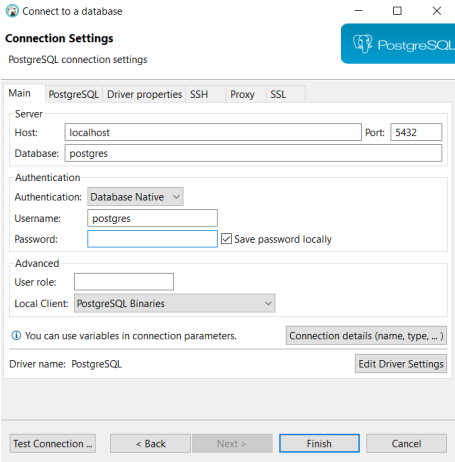 Connect to a database
Connection Settings
PostgreSQL connection settings
PostgreSQL
Main PostgreSQL Driver properties SSH Proxy SSL
Server
Host: localhost Port: 5432
Database: postgres
Authentication
Authentication: Database Native
Username: postgres
Password: Save password locally
Advanced
User role:
Local Client: PostgreSQL Binaries
You can use variables in connection parameters. Connection details (name, type, ... )
Driver name: PostgreSQL Edit Driver Settings
Test Connection ... < Back Next > Finish Cancel